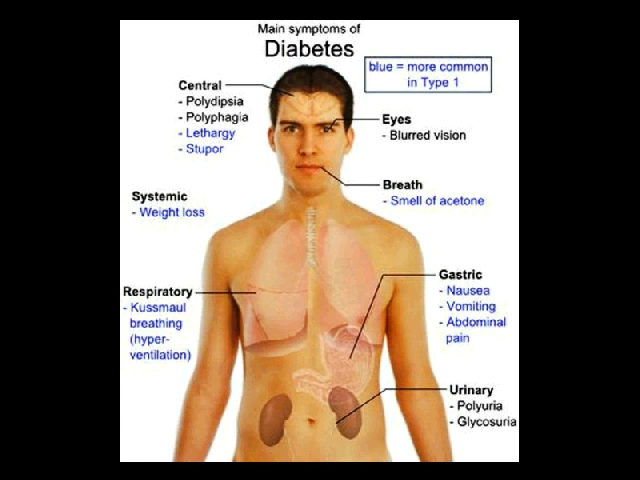 Main symptoms of
Diabetes
blue = more common
in Type 1
Central
- Polydipsia
- Polyphagia
- Lethargy
- Stupor
Eyes
- Blurred vision
Breath
- Smell of acetone
Systemic
- Weight loss
Respiratory
- Kussmaul
breathing
(hyper-
ventilation)
Gastric
- Nausea
- Vomiting
- Abdominal
pain
Urinary
- Polyuria
- Glycosuria